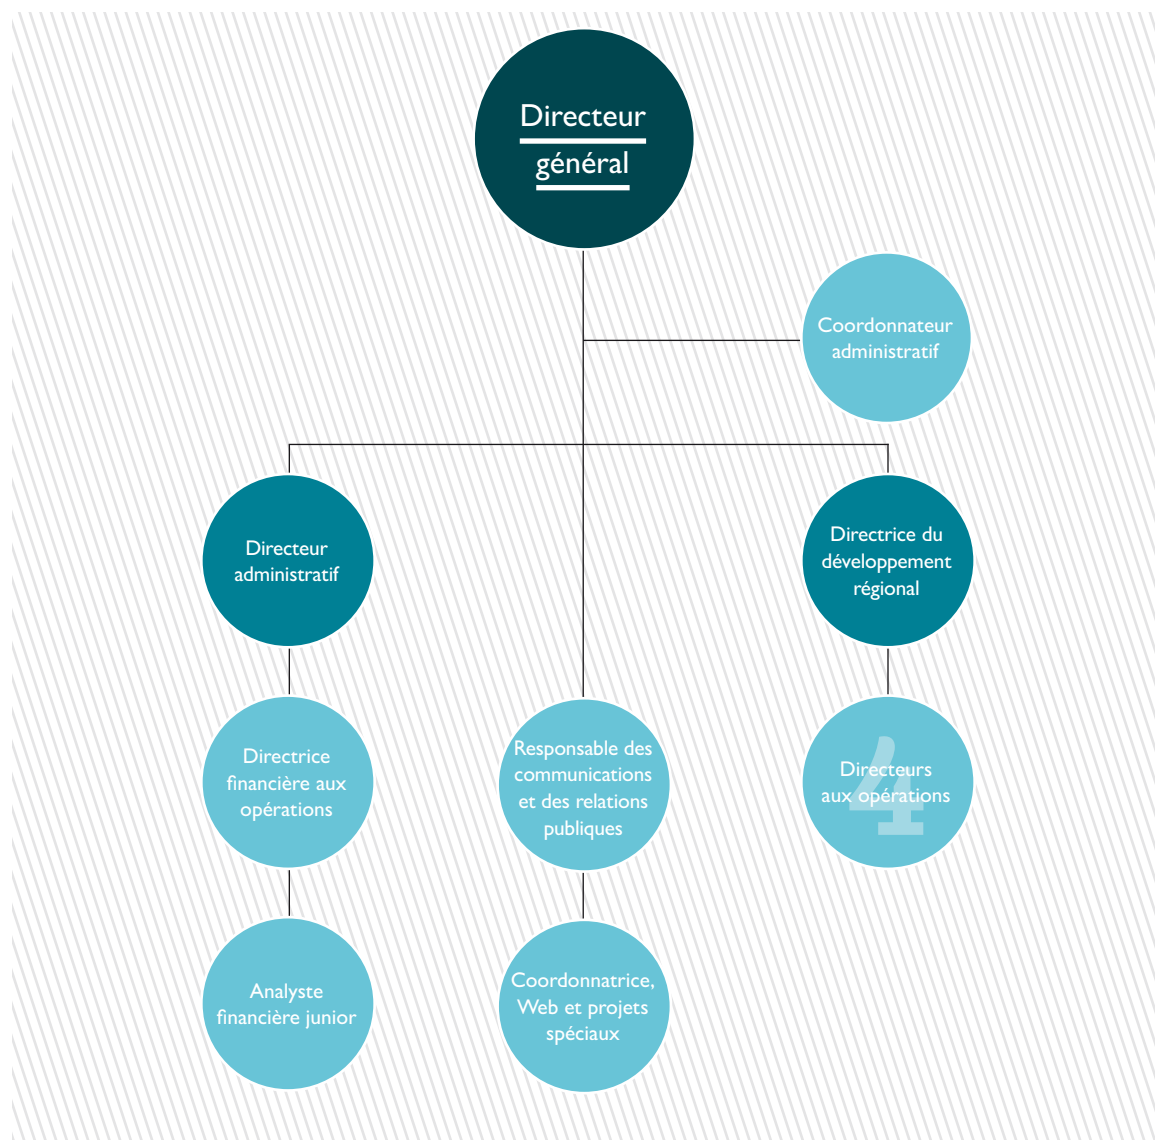 Directeur
général
Coordonnateur
administratif
Directeur
administratif
Directrice du
développement
régional
Directrice
financière aux
opérations
Responsable des
communications
et des relations
publiques
4
Directeurs
aux opérations
Analyste
financière junior
Coordonnatrice,
Web et projets
spéciaux